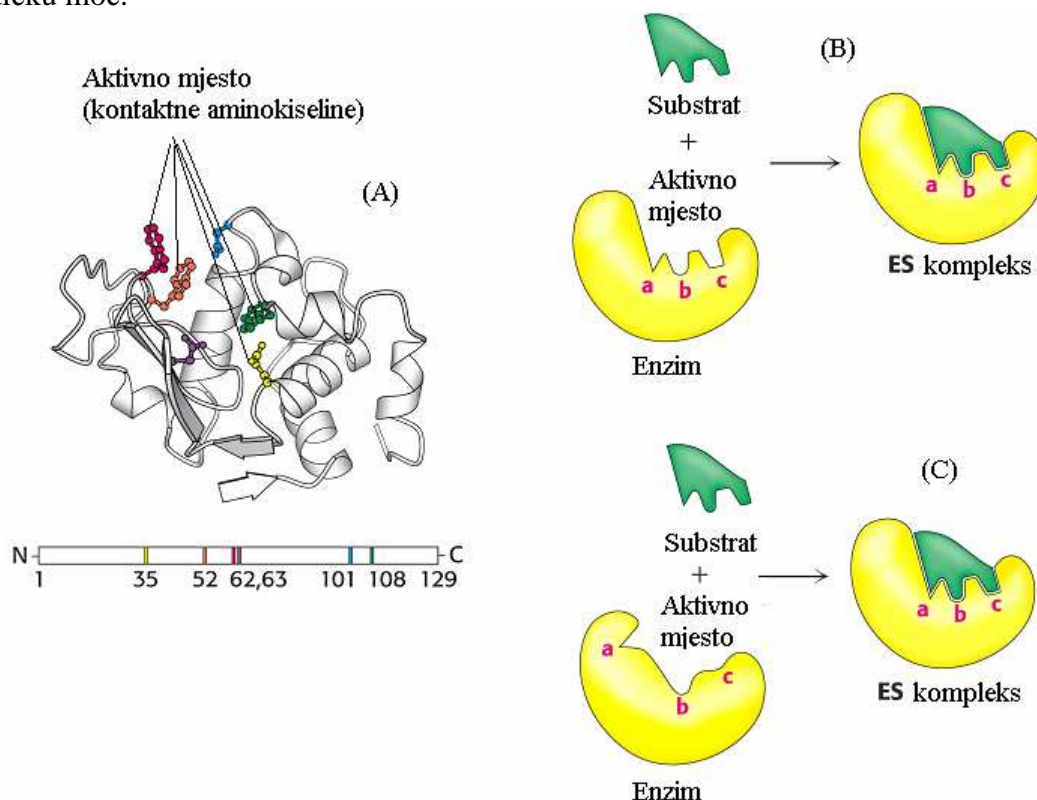 Aktivno mjesto
(kontaktne aminokiseline)
(A)
N
C
1
35
52
62,63
101
108
129
(B)
Substrat
+
Aktivno
mjesto
a
b
c
Enzim
a
b
c
ES kompleks
(C)
Substrat
+
Aktivno
mjesto
a
b
c
Enzim
a
b
c
ES kompleks